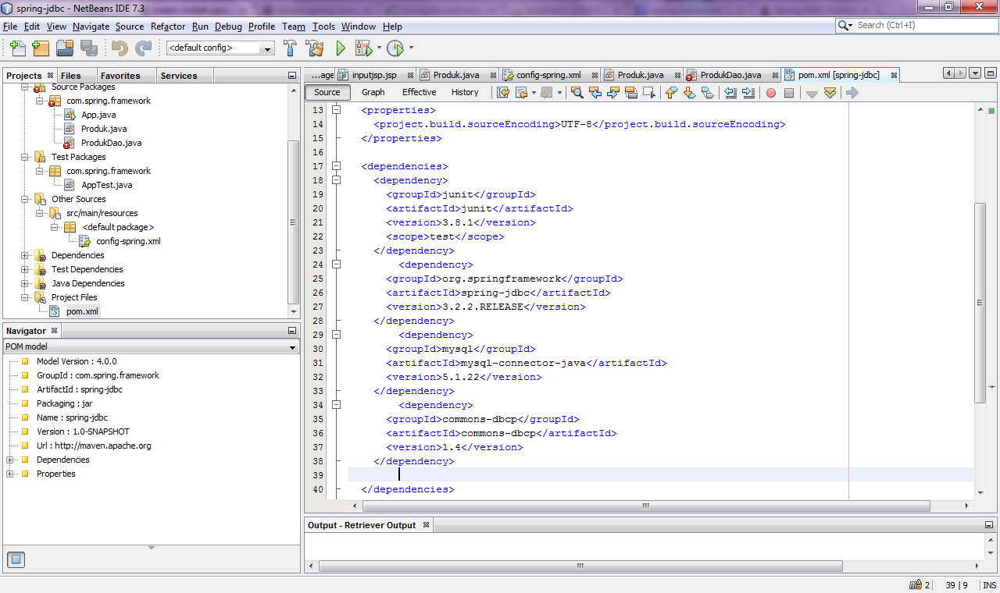 spring-jdbc - NetBeans IDE 7.3
File Edit View Navigate Source Refactor Run Debug Profile Team Tools Window Help
Search (Ctrl+I)
<default config>
Projects Files Favorites Services
Source Packages
com.spring.framework
App.java
Produk.java
ProdukDao.java
Test Packages
com.spring.framework
AppTest.java
Other Sources
src/main/resources
<default package>
config-spring.xml
Dependencies
Test Dependencies
Java Dependencies
Project Files
pom.xml
Navigator
POM model
Model Version : 4.0.0
GroupId : com.spring.framework
ArtifactId : spring-jdbc
Packaging : jar
Name : spring-jdbc
Version : 1.0-SNAPSHOT
Url : http://maven.apache.org
Dependencies
Properties
...age inputjsp.jsp Produk.java config-spring.xml Produk.java ProdukDao.java pom.xml [spring-jdbc]
Source Graph Effective History
13 <properties>
14 <project.build.sourceEncoding>UTF-8</project.build.sourceEncoding>
15 </properties>
16
17 <dependencies>
18 <dependency>
19 <groupId>junit</groupId>
20 <artifactId>junit</artifactId>
21 <version>3.8.1</version>
22 <scope>test</scope>
23 </dependency>
24 <dependency>
25 <groupId>org.springframework</groupId>
26 <artifactId>spring-jdbc</artifactId>
27 <version>3.2.2.RELEASE</version>
28 </dependency>
29 <dependency>
30 <groupId>mysql</groupId>
31 <artifactId>mysql-connector-java</artifactId>
32 <version>5.1.22</version>
33 </dependency>
34 <dependency>
35 <groupId>commons-dbcp</groupId>
36 <artifactId>commons-dbcp</artifactId>
37 <version>1.4</version>
38 </dependency>
39
40 </dependencies>
Output - Retriever Output
2 39 | 9 INS